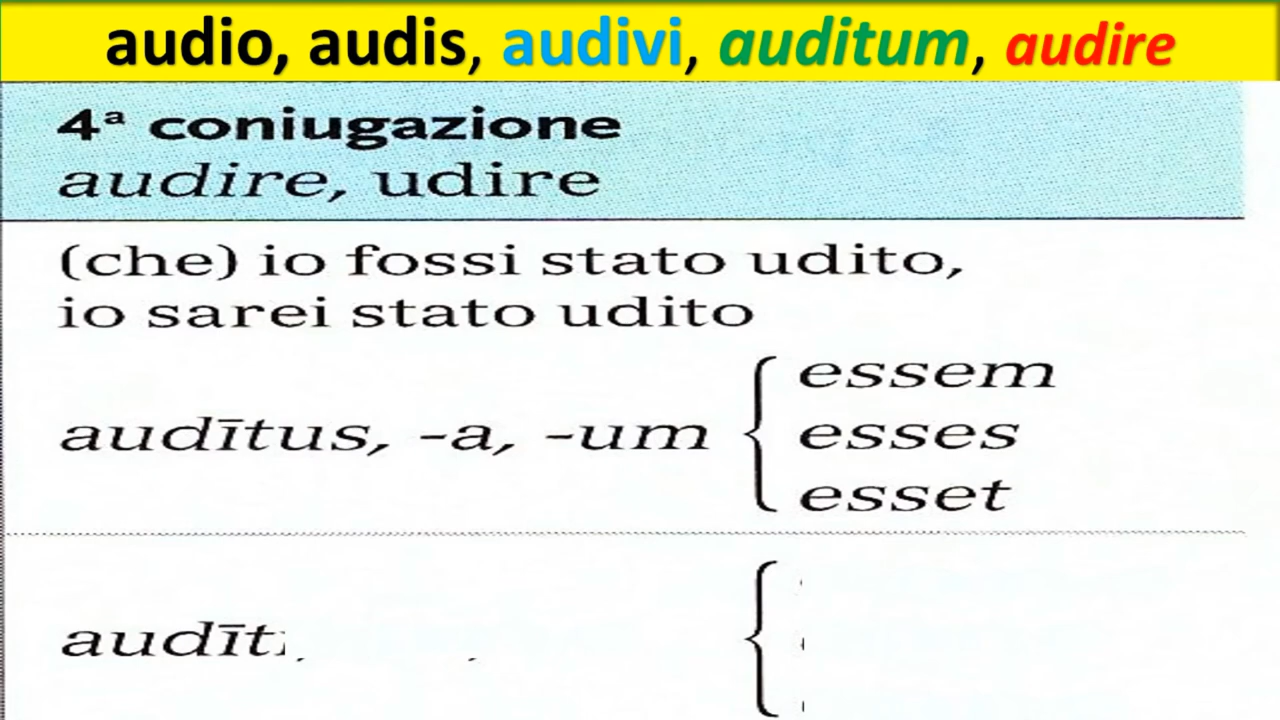 audio, audis, audivi, auditum, audire
4ª coniugazione
audire, udire
(che) io fossi stato udito,
io sarei stato udito
essem
audītus, -a, -um { esses
esset
audīti